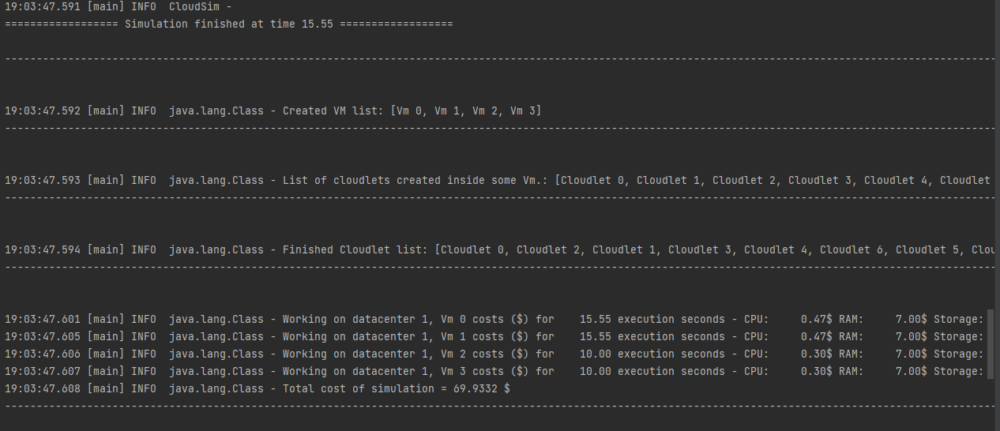 19:03:47.591 [main] INFO  CloudSim -
================== Simulation finished at time 15.55 ==================
------------------------------------------------------------------------------------------------------------------------------------------------------------
19:03:47.592 [main] INFO  java.lang.Class - Created VM list: [Vm 0, Vm 1, Vm 2, Vm 3]
------------------------------------------------------------------------------------------------------------------------------------------------------------
19:03:47.593 [main] INFO  java.lang.Class - List of cloudlets created inside some Vm.: [Cloudlet 0, Cloudlet 1, Cloudlet 2, Cloudlet 3, Cloudlet 4, Cloudlet
------------------------------------------------------------------------------------------------------------------------------------------------------------
19:03:47.594 [main] INFO  java.lang.Class - Finished Cloudlet list: [Cloudlet 0, Cloudlet 2, Cloudlet 1, Cloudlet 3, Cloudlet 4, Cloudlet 6, Cloudlet 5, Clou
------------------------------------------------------------------------------------------------------------------------------------------------------------
19:03:47.601 [main] INFO  java.lang.Class - Working on datacenter 1, Vm 0 costs ($) for    15.55 execution seconds - CPU:     0.47$ RAM:     7.00$ Storage:
19:03:47.605 [main] INFO  java.lang.Class - Working on datacenter 1, Vm 1 costs ($) for    15.55 execution seconds - CPU:     0.47$ RAM:     7.00$ Storage:
19:03:47.606 [main] INFO  java.lang.Class - Working on datacenter 1, Vm 2 costs ($) for    10.00 execution seconds - CPU:     0.30$ RAM:     7.00$ Storage:
19:03:47.607 [main] INFO  java.lang.Class - Working on datacenter 1, Vm 3 costs ($) for    10.00 execution seconds - CPU:     0.30$ RAM:     7.00$ Storage:
19:03:47.608 [main] INFO  java.lang.Class - Total cost of simulation = 69.9332 $
------------------------------------------------------------------------------------------------------------------------------------------------------------